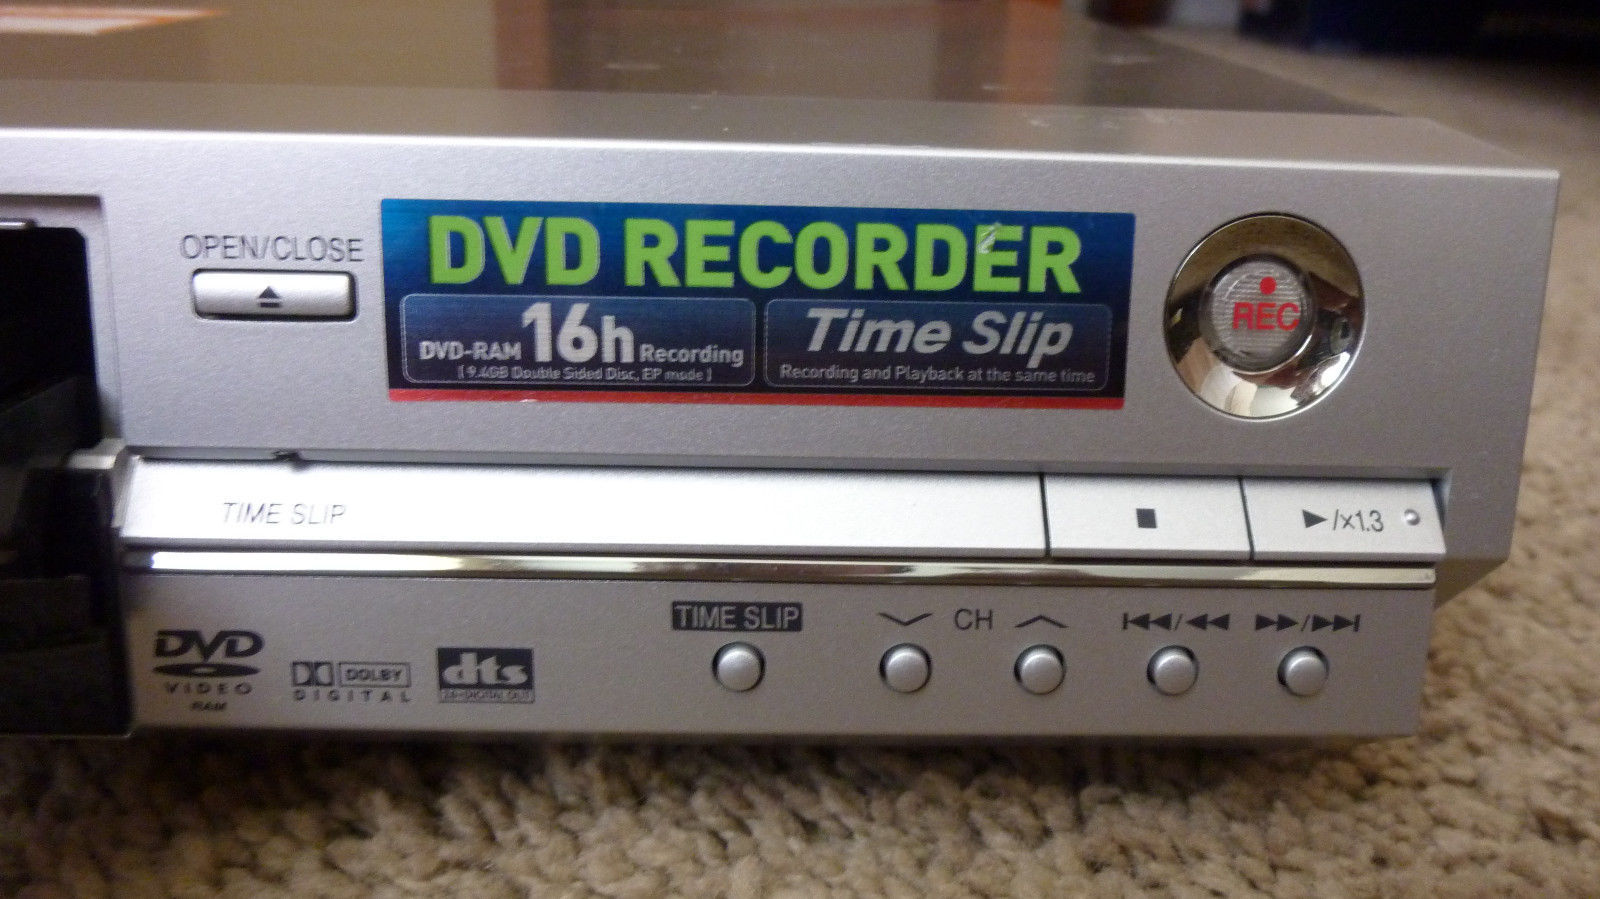 OPEN/CLOSE
DVD RECORDER
DVD-RAM 16h Recording
[ 9.4GB Double Sided Disc, EP mode ]
Time Slip
Recording and Playback at the same time
REC
TIME SLIP
/x1.3
TIME SLIP
CH
DVD
VIDEO
RAM
DOLBY
DIGITAL
dts